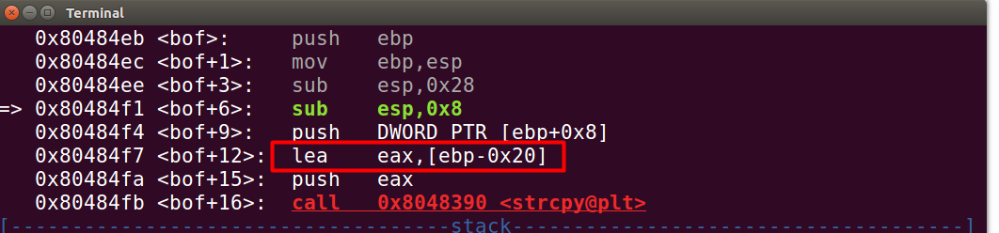 Terminal
0x80484eb <bof>: push ebp
0x80484ec <bof+1>: mov ebp,esp
0x80484ee <bof+3>: sub esp,0x28
=> 0x80484f1 <bof+6>: sub esp,0x8
0x80484f4 <bof+9>: push DWORD PTR [ebp+0x8]
0x80484f7 <bof+12>: lea eax,[ebp-0x20]
0x80484fa <bof+15>: push eax
0x80484fb <bof+16>: call 0x8048390 <strcpy@plt>
[------------------------------------stack-------------------------------------]